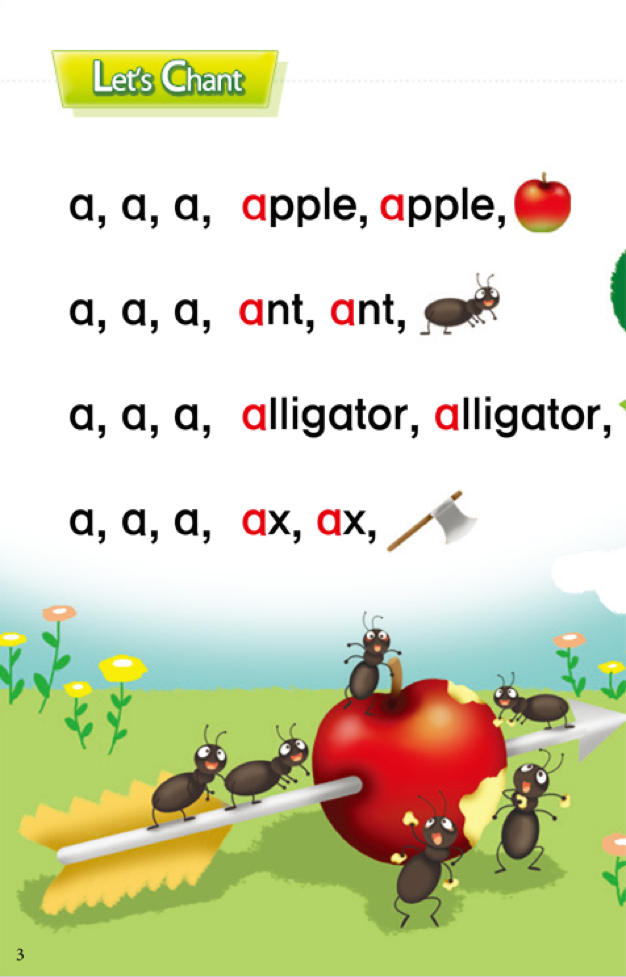 Let's Chant
a, a, a, apple, apple,
a, a, a, ant, ant,
a, a, a, alligator, alligator,
a, a, a, ax, ax,
3